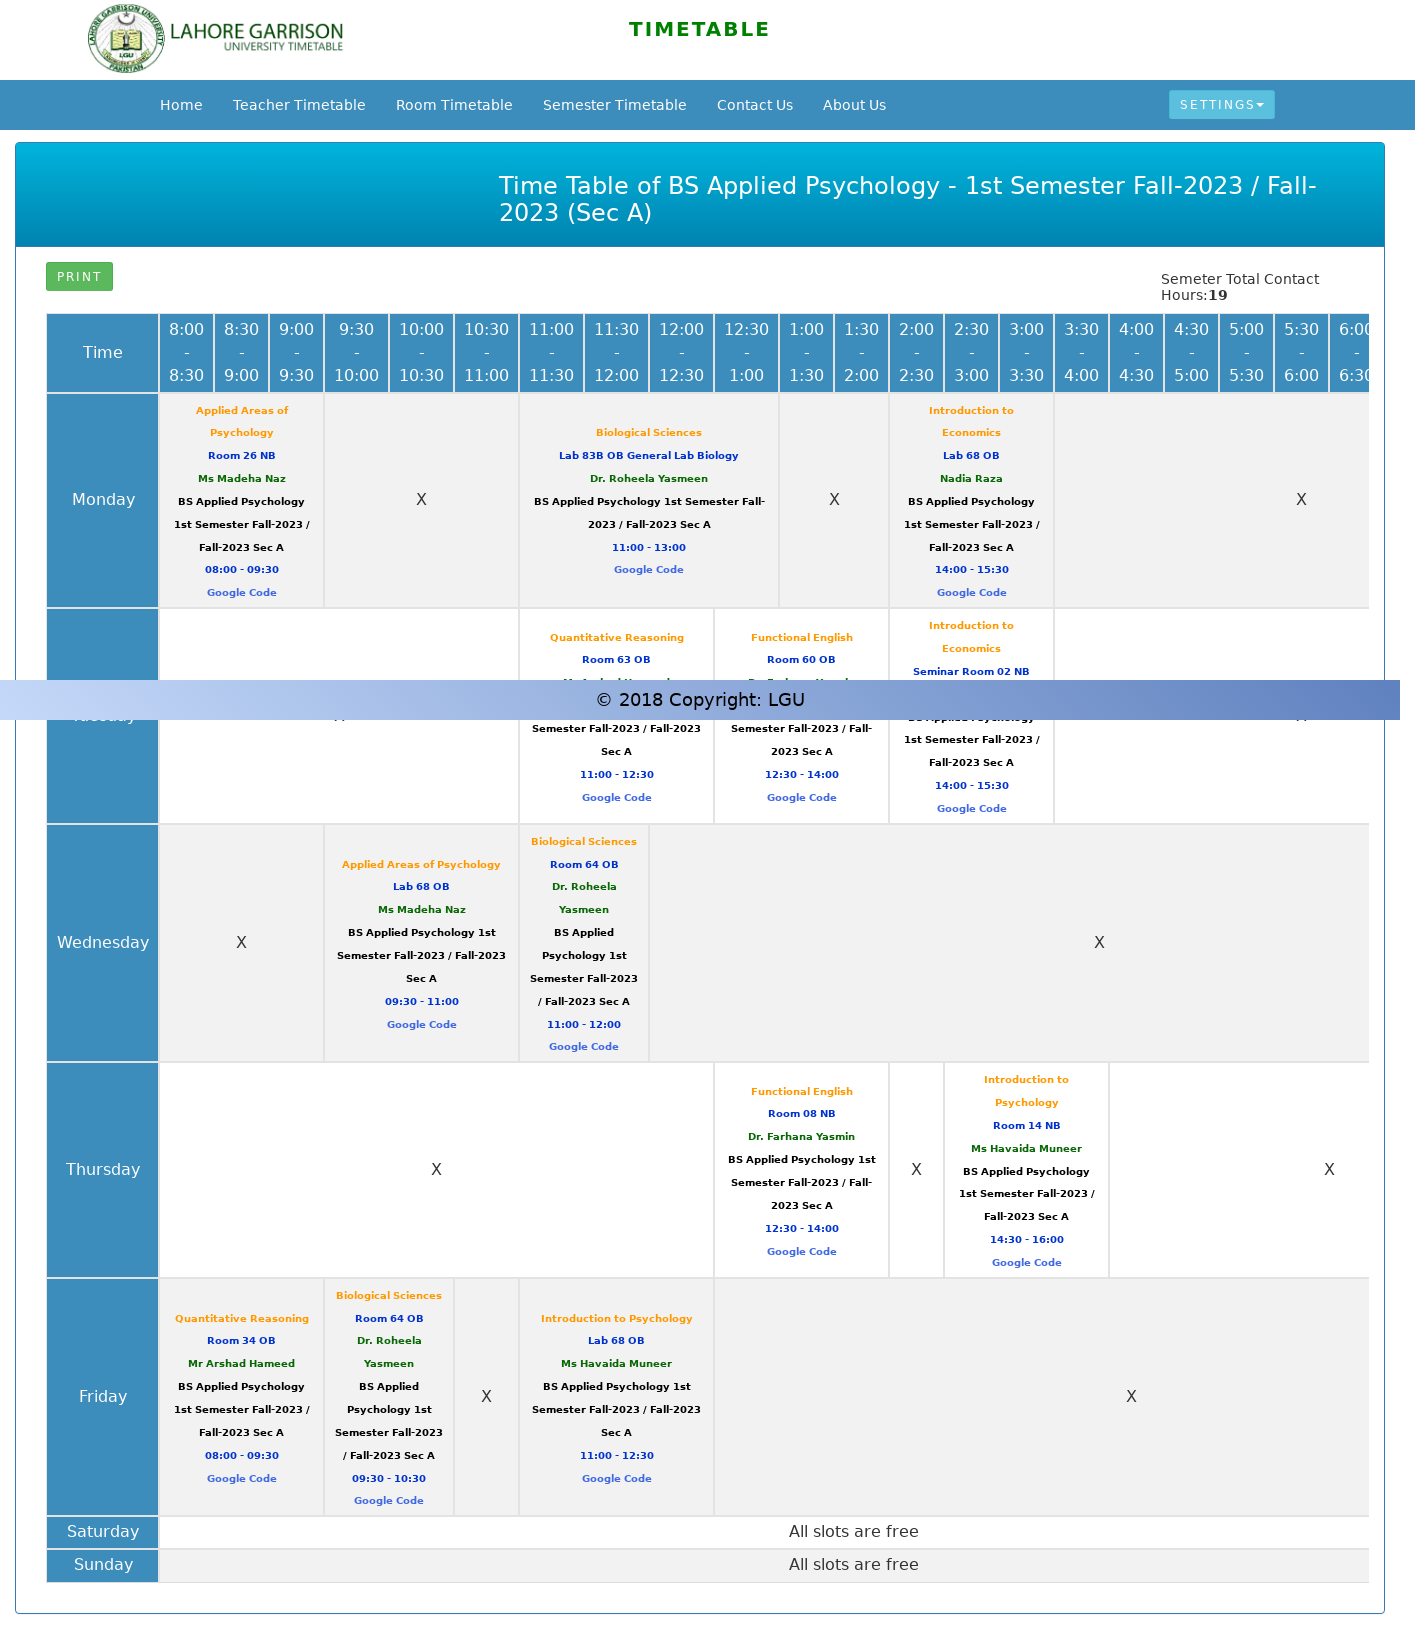 LAHORE GARRISON
UNIVERSITY TIMETABLE
TIMETABLE
Home Teacher Timetable Room Timetable Semester Timetable Contact Us About Us SETTINGS
Time Table of BS Applied Psychology - 1st Semester Fall-2023 / Fall-
2023 (Sec A)
PRINT
Semeter Total Contact
Hours:19
Time
8:00 - 8:30
8:30 - 9:00
9:00 - 9:30
9:30 - 10:00
10:00 - 10:30
10:30 - 11:00
11:00 - 11:30
11:30 - 12:00
12:00 - 12:30
12:30 - 1:00
1:00 - 1:30
1:30 - 2:00
2:00 - 2:30
2:30 - 3:00
3:00 - 3:30
3:30 - 4:00
4:00 - 4:30
4:30 - 5:00
5:00 - 5:30
5:30 - 6:00
6:00 - 6:30
Monday
Applied Areas of
Psychology
Room 26 NB
Ms Madeha Naz
BS Applied Psychology
1st Semester Fall-2023 /
Fall-2023 Sec A
08:00 - 09:30
Google Code
X
Biological Sciences
Lab 83B OB General Lab Biology
Dr. Roheela Yasmeen
BS Applied Psychology 1st Semester Fall-
2023 / Fall-2023 Sec A
11:00 - 13:00
Google Code
X
Introduction to
Economics
Lab 68 OB
Nadia Raza
BS Applied Psychology
1st Semester Fall-2023 /
Fall-2023 Sec A
14:00 - 15:30
Google Code
X
Quantitative Reasoning
Room 63 OB
Semester Fall-2023 / Fall-2023
Sec A
11:00 - 12:30
Google Code
Functional English
Room 60 OB
Semester Fall-2023 / Fall-
2023 Sec A
12:30 - 14:00
Google Code
Introduction to
Economics
Seminar Room 02 NB
1st Semester Fall-2023 /
Fall-2023 Sec A
14:00 - 15:30
Google Code
© 2018 Copyright: LGU
Wednesday
X
Applied Areas of Psychology
Lab 68 OB
Ms Madeha Naz
BS Applied Psychology 1st
Semester Fall-2023 / Fall-2023
Sec A
09:30 - 11:00
Google Code
Biological Sciences
Room 64 OB
Dr. Roheela
Yasmeen
BS Applied
Psychology 1st
Semester Fall-2023
/ Fall-2023 Sec A
11:00 - 12:00
Google Code
X
Thursday
X
Functional English
Room 08 NB
Dr. Farhana Yasmin
BS Applied Psychology 1st
Semester Fall-2023 / Fall-
2023 Sec A
12:30 - 14:00
Google Code
X
Introduction to
Psychology
Room 14 NB
Ms Havaida Muneer
BS Applied Psychology
1st Semester Fall-2023 /
Fall-2023 Sec A
14:30 - 16:00
Google Code
X
Friday
Quantitative Reasoning
Room 34 OB
Mr Arshad Hameed
BS Applied Psychology
1st Semester Fall-2023 /
Fall-2023 Sec A
08:00 - 09:30
Google Code
Biological Sciences
Room 64 OB
Dr. Roheela
Yasmeen
BS Applied
Psychology 1st
Semester Fall-2023
/ Fall-2023 Sec A
09:30 - 10:30
Google Code
X
Introduction to Psychology
Lab 68 OB
Ms Havaida Muneer
BS Applied Psychology 1st
Semester Fall-2023 / Fall-2023
Sec A
11:00 - 12:30
Google Code
X
Saturday
All slots are free
Sunday
All slots are free